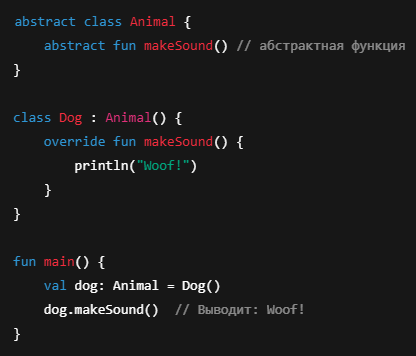 abstract class Animal {
    abstract fun makeSound() // абстрактная функция
}

class Dog : Animal() {
    override fun makeSound() {
        println("Woof!")
    }
}

fun main() {
    val dog: Animal = Dog()
    dog.makeSound()  // Выводит: Woof!
}